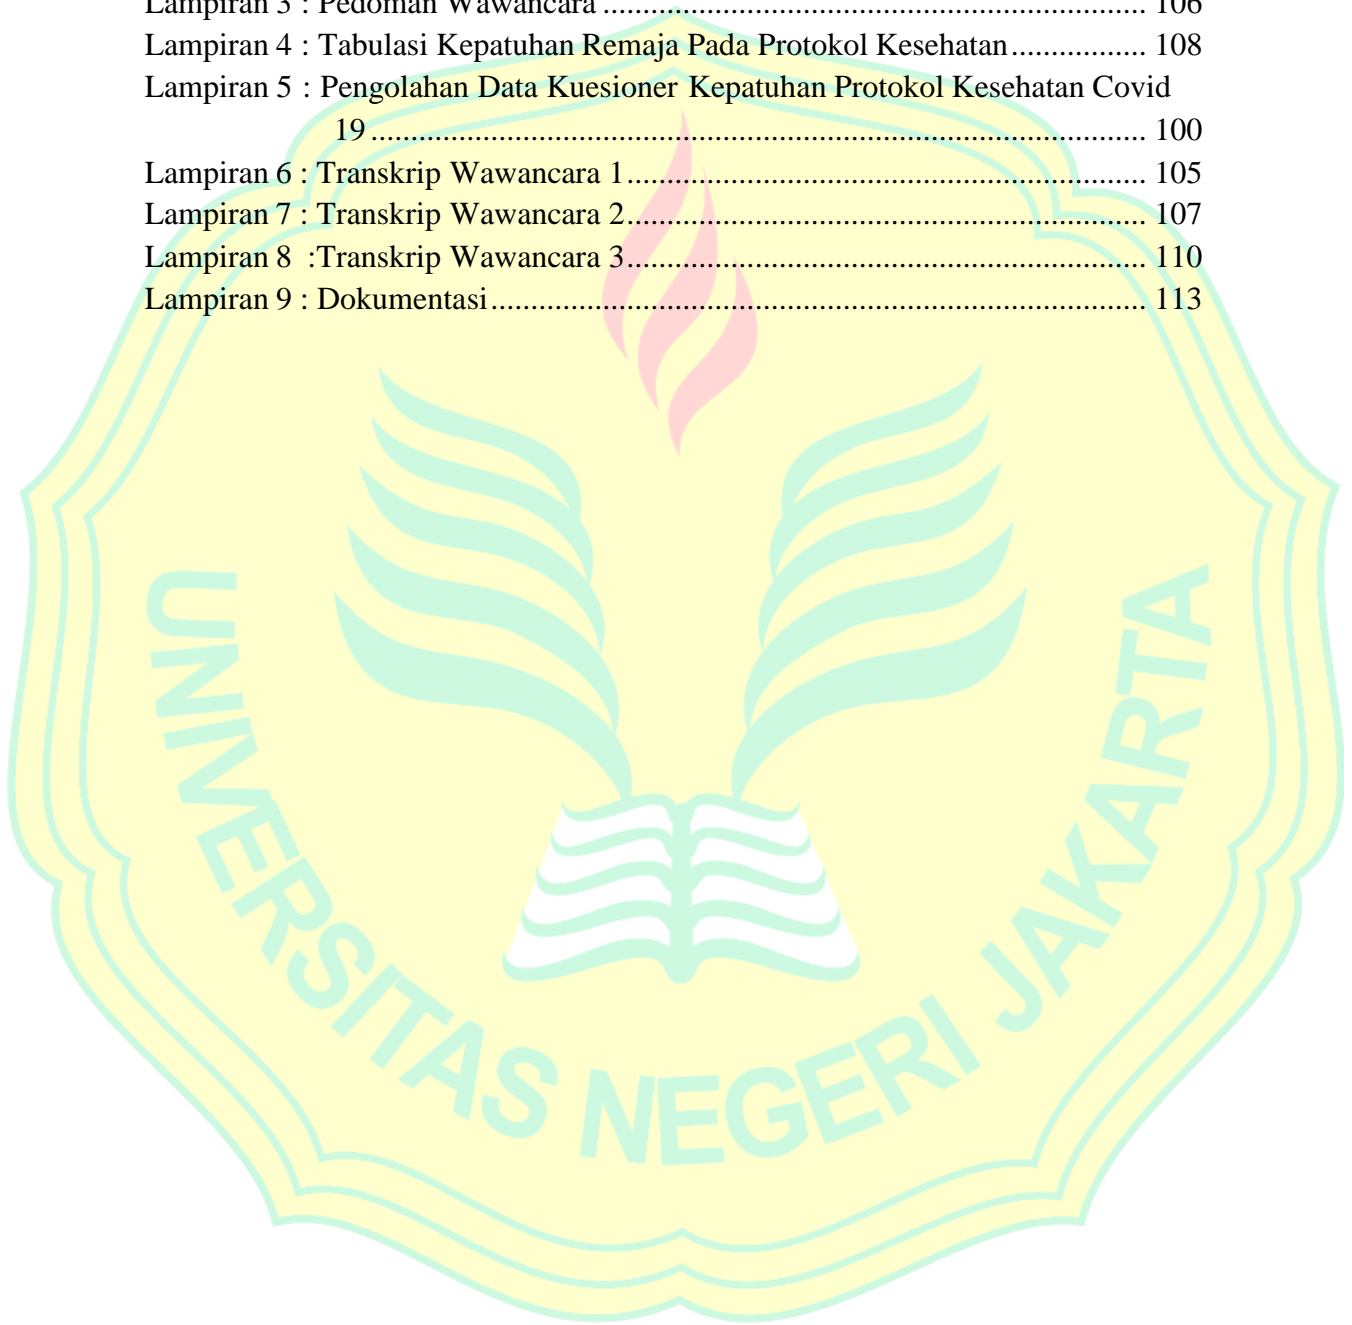 Lampiran 3 : Pedoman Wawancara ................................................................... 106
Lampiran 4 : Tabulasi Kepatuhan Remaja Pada Protokol Kesehatan ................. 108
Lampiran 5 : Pengolahan Data Kuesioner Kepatuhan Protokol Kesehatan Covid
19 ................................................................................................ 100
Lampiran 6 : Transkrip Wawancara 1 ................................................................ 105
Lampiran 7 : Transkrip Wawancara 2 ................................................................ 107
Lampiran 8 :Transkrip Wawancara 3 ................................................................ 110
Lampiran 9 : Dokumentasi ................................................................................. 113
UNIVERSITAS NEGERI JAKARTA